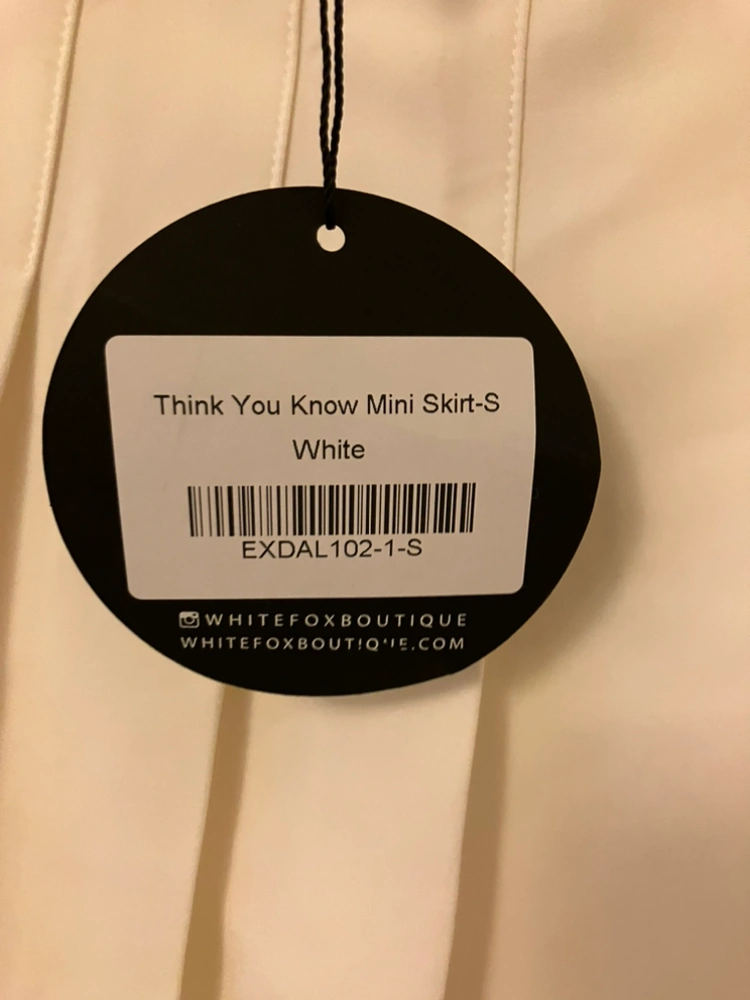 Think You Know Mini Skirt-S
White
EXDAL102-1-S
WHITEFOXBOUTIQUE
WHITEFOXBOUTIQUE.COM